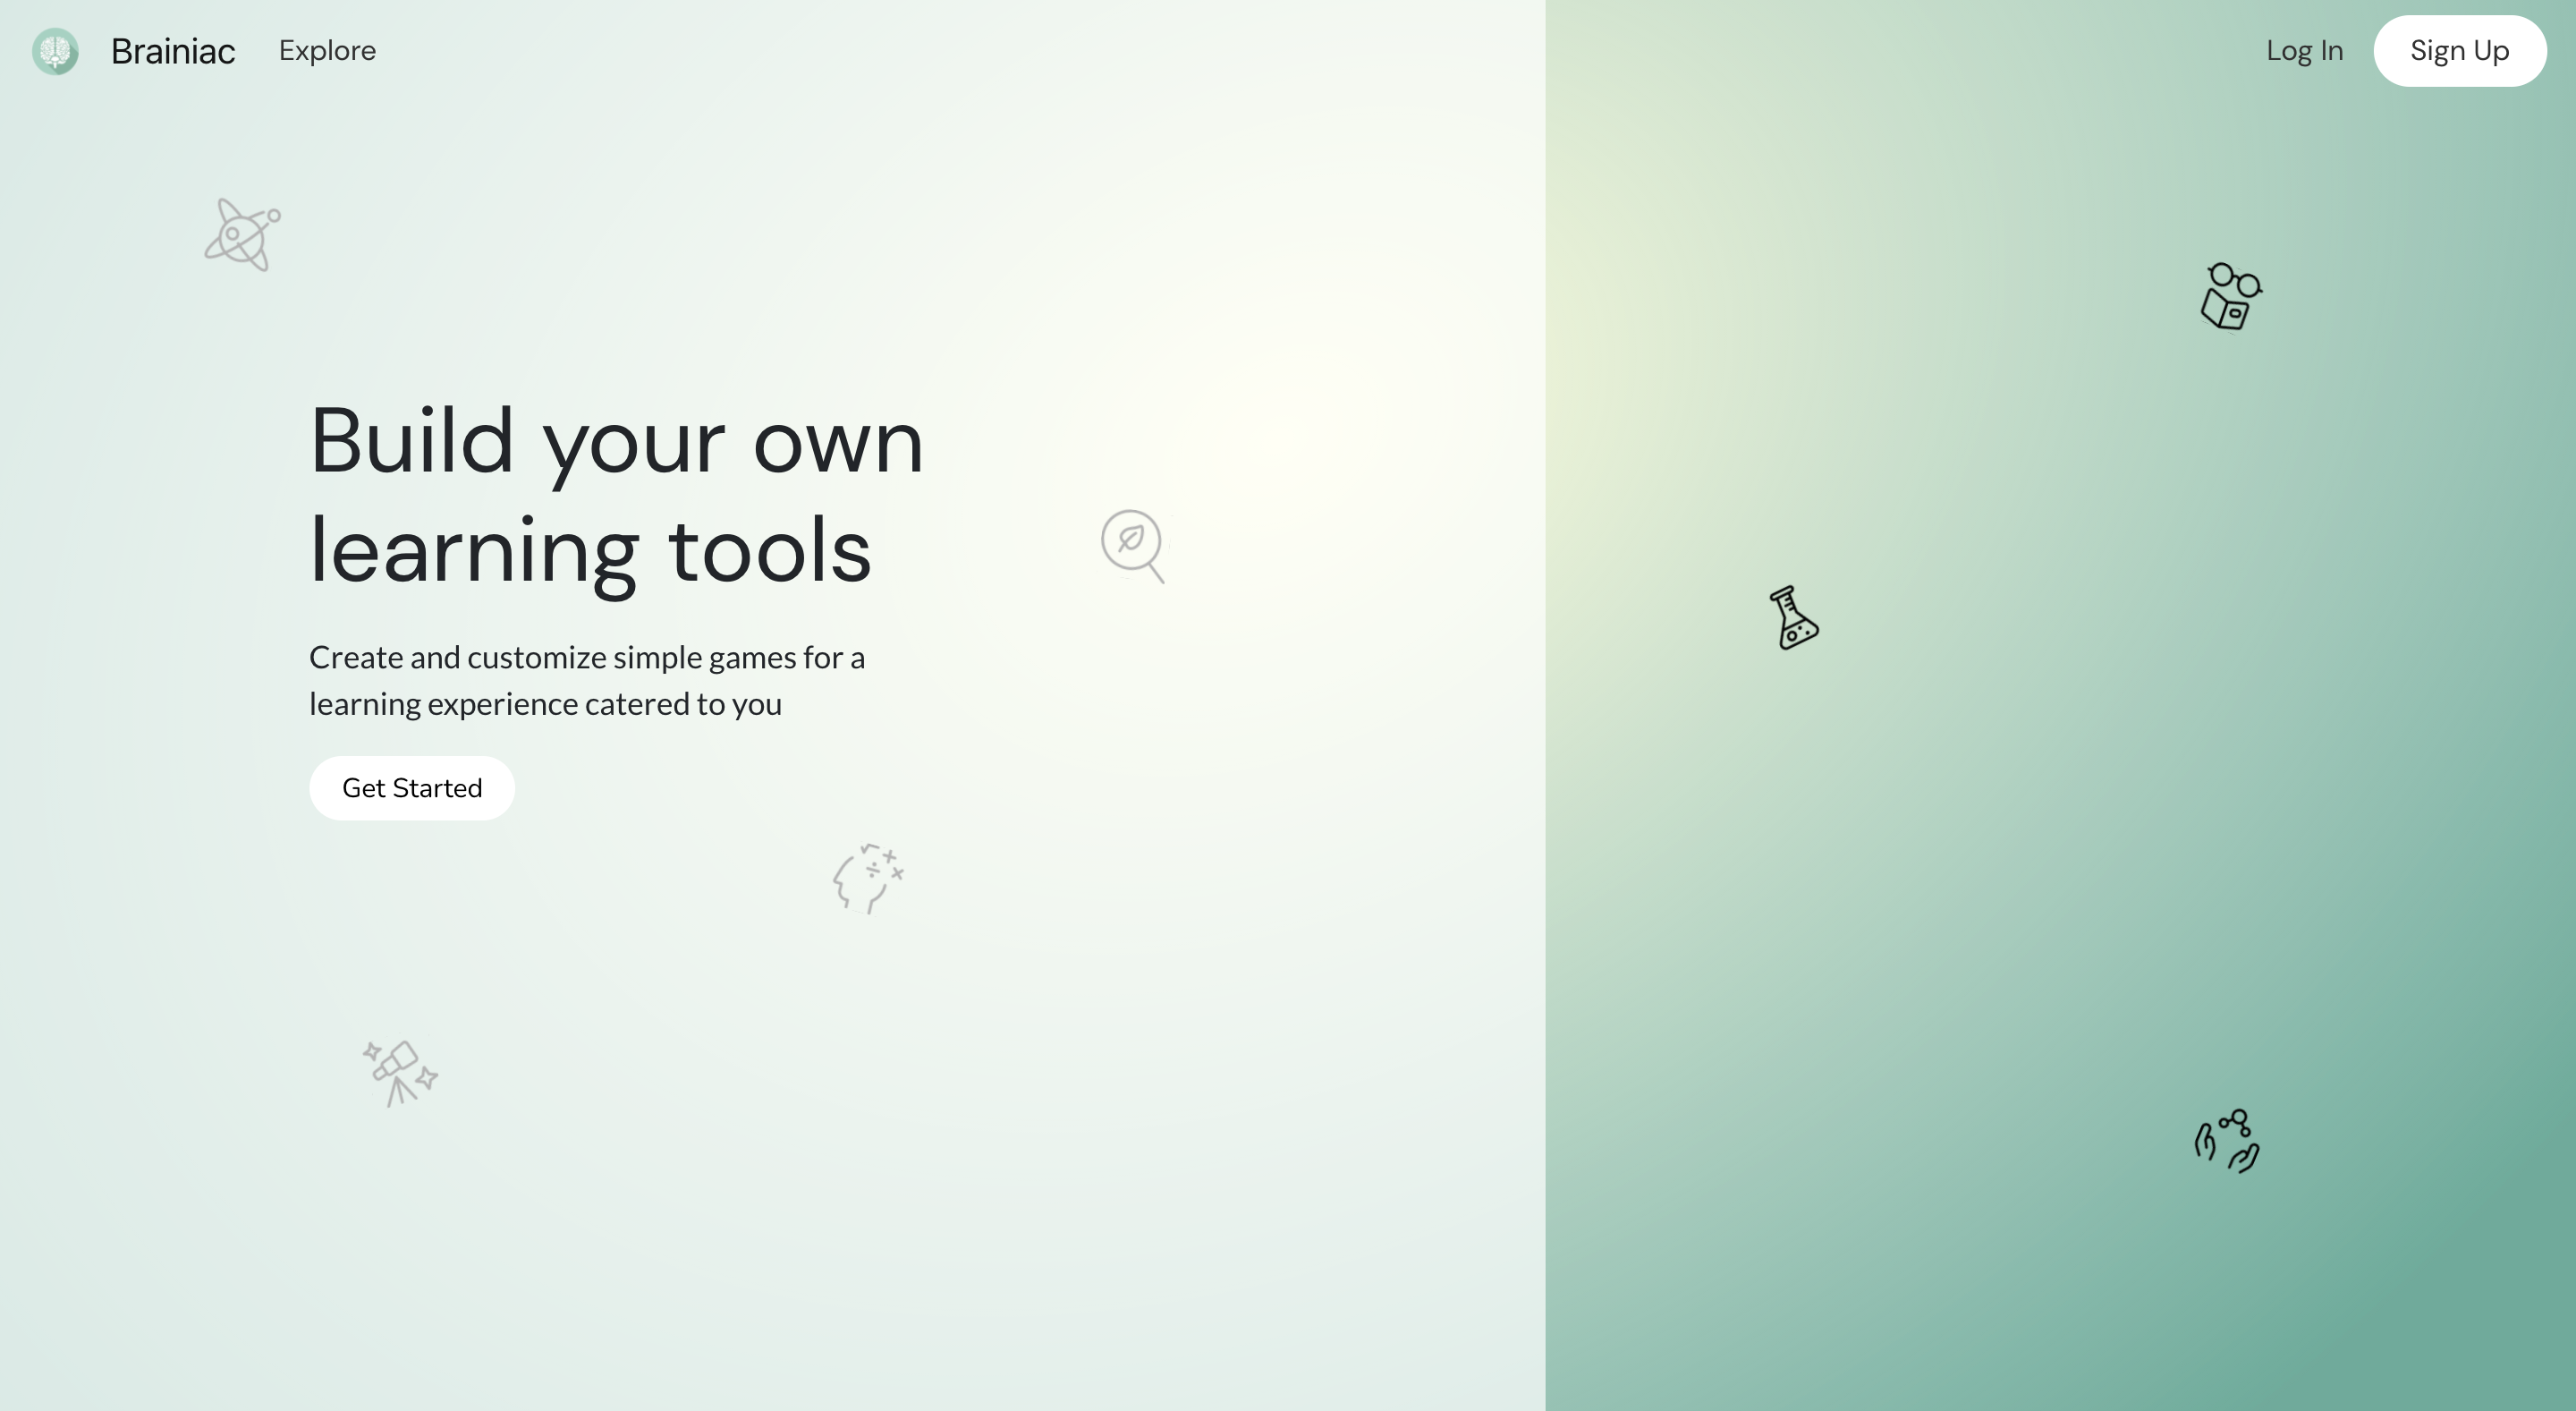 Brainiac
Explore
Log In
Sign Up
Build your own
learning tools
Create and customize simple games for a
learning experience catered to you
Get Started